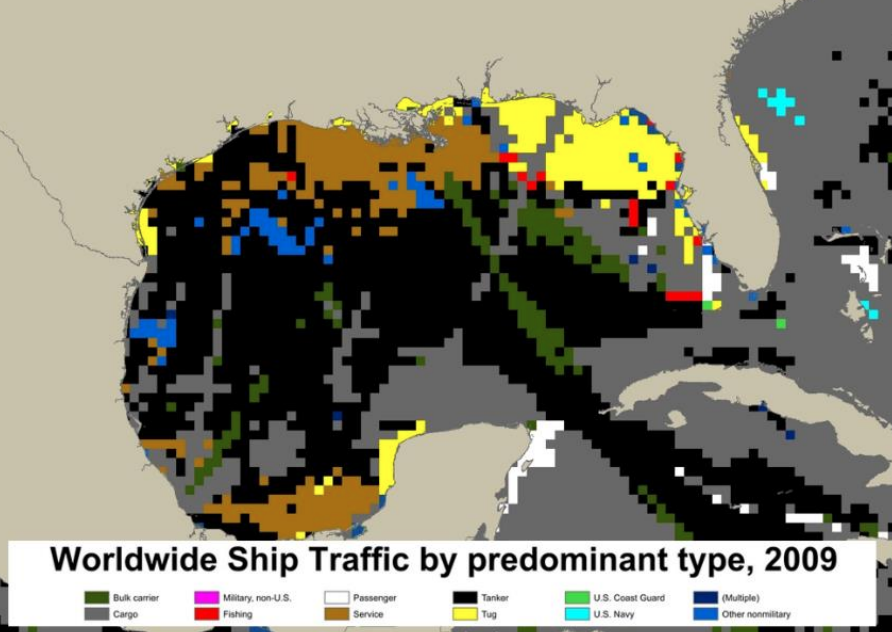 Worldwide Ship Traffic by predominant type, 2009
Bulk carrier Military, non-U.S. Passenger Tanker U.S. Coast Guard (Multiple)
Cargo Fishing Service Tug U.S. Navy Other nonmilitary